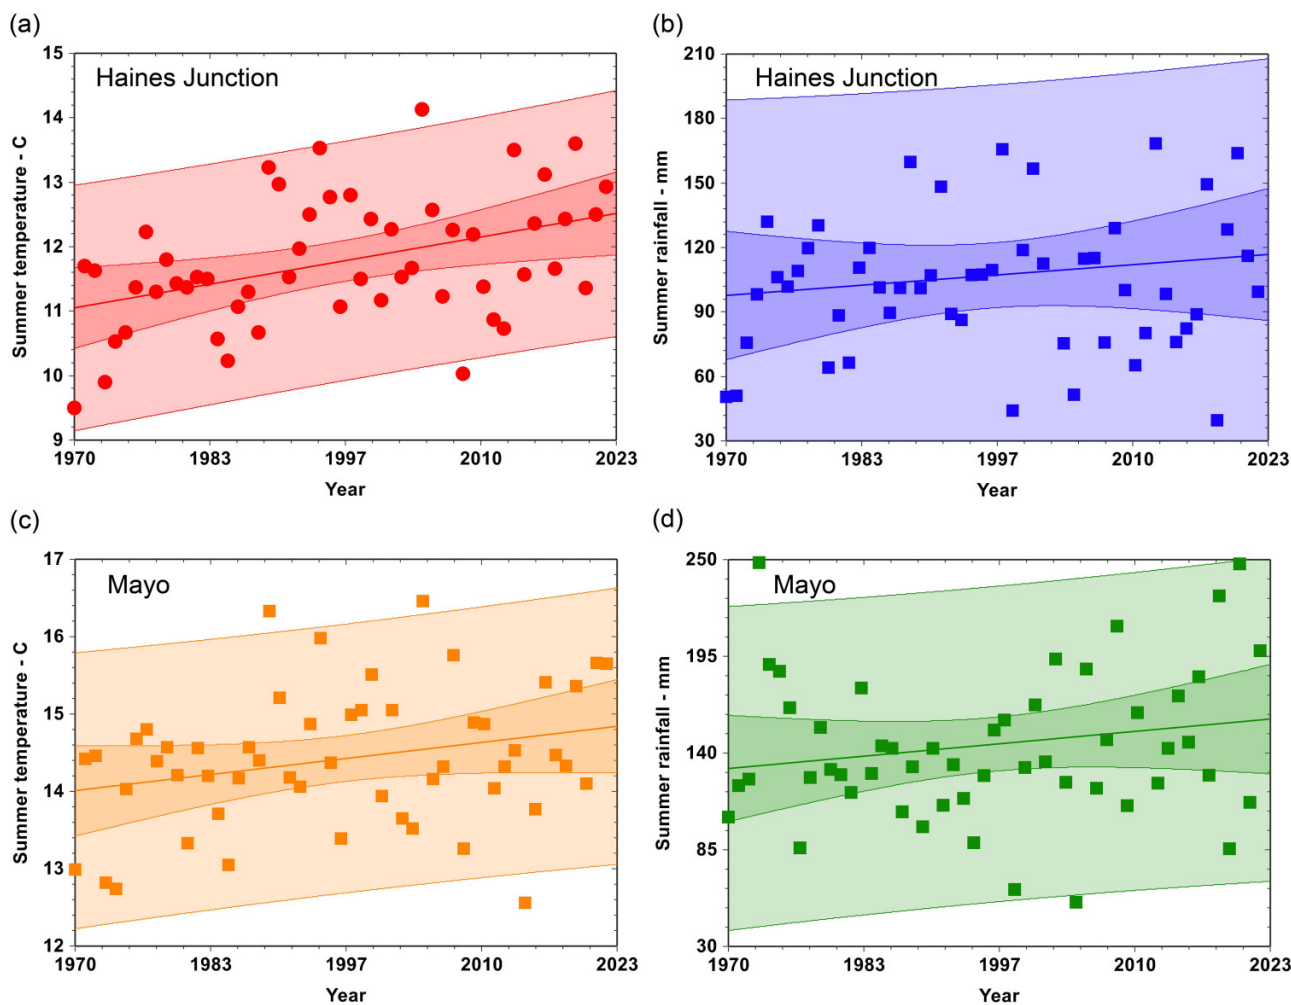 (a)
Haines Junction
Summer temperature - C
15
14
13
12
11
10
9
1970 1983 1997 2010 2023
Year
(b)
Haines Junction
Summer rainfall - mm
210
180
150
120
90
60
30
1970 1983 1997 2010 2023
Year
(c)
Mayo
Summer temperature - C
17
16
15
14
13
12
1970 1983 1997 2010 2023
Year
(d)
Mayo
Summer rainfall - mm
250
195
140
85
30
1970 1983 1997 2010 2023
Year